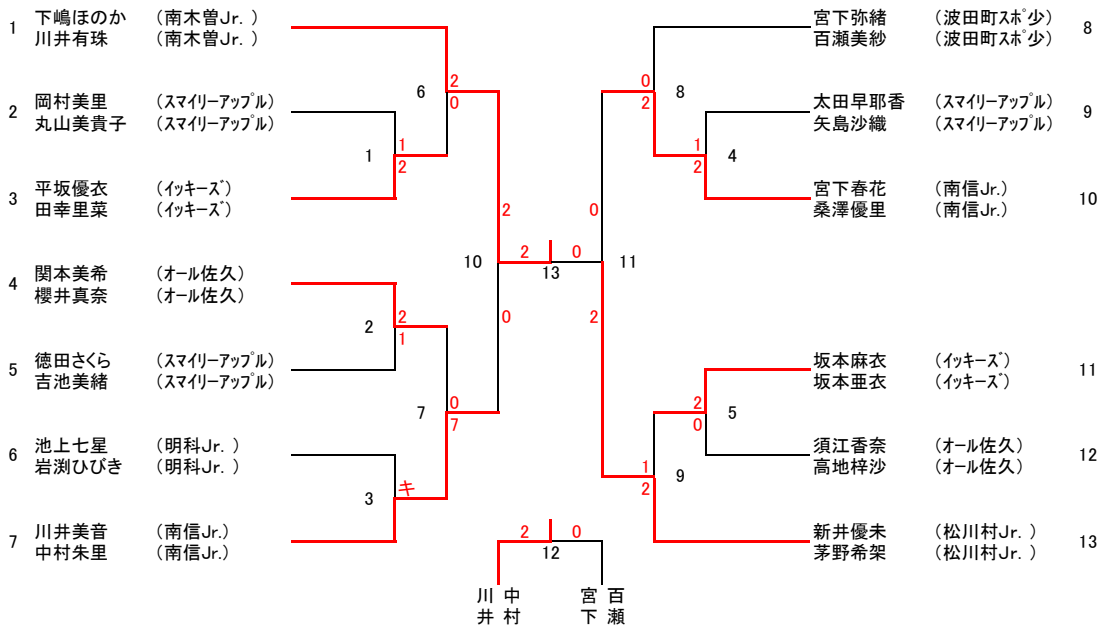 1 下嶋ほのか (南木曽Jr. )
川井有珠 (南木曽Jr. )
2 岡村美里 (スマイリーアップル)
丸山美貴子 (スマイリーアップル)
3 平坂優衣 (イッキーズ)
田幸里菜 (イッキーズ)
4 関本美希 (オール佐久)
櫻井真奈 (オール佐久)
5 徳田さくら (スマイリーアップル)
吉池美緒 (スマイリーアップル)
6 池上七星 (明科Jr. )
岩渕ひびき (明科Jr. )
7 川井美音 (南信Jr.)
中村朱里 (南信Jr.)
6
2
0
1
1
2
2
2
1
7
0
7
3
キ
10
2
0
2 0
13
2 0
12
川井 中村
宮下 百瀬
11
0
2
8
0
2
4
1
2
5
2
0
9
1
2
宮下弥緒 (波田町スポ少) 8
百瀬美紗 (波田町スポ少)
太田早耶香 (スマイリーアップル) 9
矢島沙織 (スマイリーアップル)
宮下春花 (南信Jr.) 10
桑澤優里 (南信Jr.)
坂本麻衣 (イッキーズ) 11
坂本亜衣 (イッキーズ)
須江香奈 (オール佐久) 12
高地梓沙 (オール佐久)
新井優未 (松川村Jr. ) 13
茅野希架 (松川村Jr. )